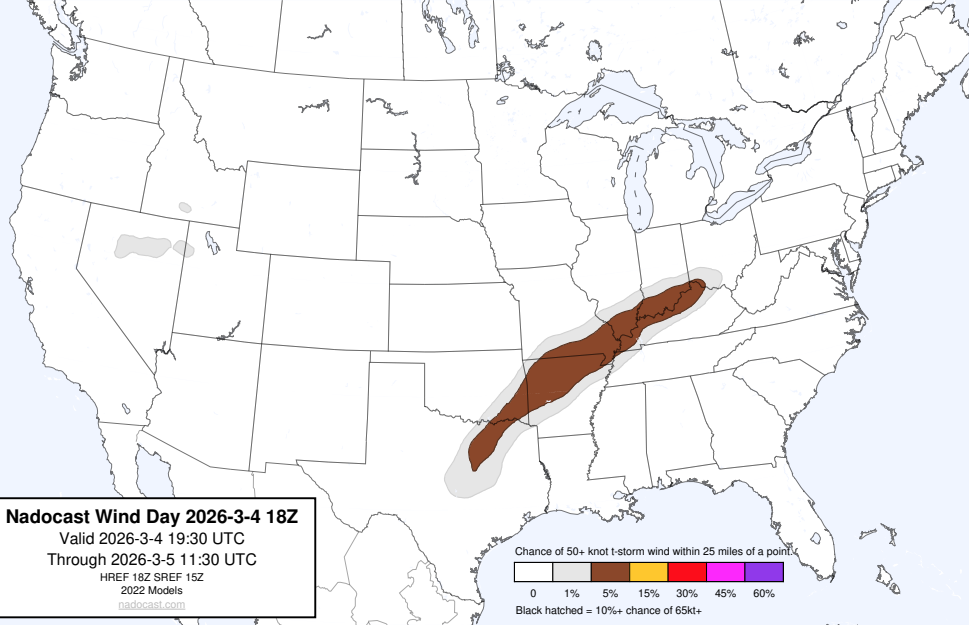 Nadocast Wind Day 2026-3-4 18Z
Valid 2026-3-4 19:30 UTC
Through 2026-3-5 11:30 UTC
HREF 18Z SREF 15Z
2022 Models
nadocast.com
Chance of 50+ knot t-storm wind within 25 miles of a point.
0 1% 5% 15% 30% 45% 60%
Black hatched = 10%+ chance of 65kt+